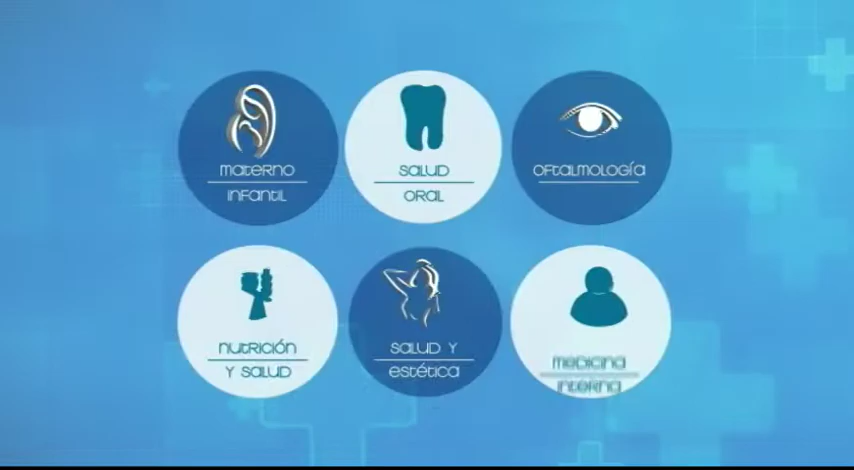 materno
infantil
salud
oral
oftalmología
nutrición
y salud
salud y
estética
medicina
interna